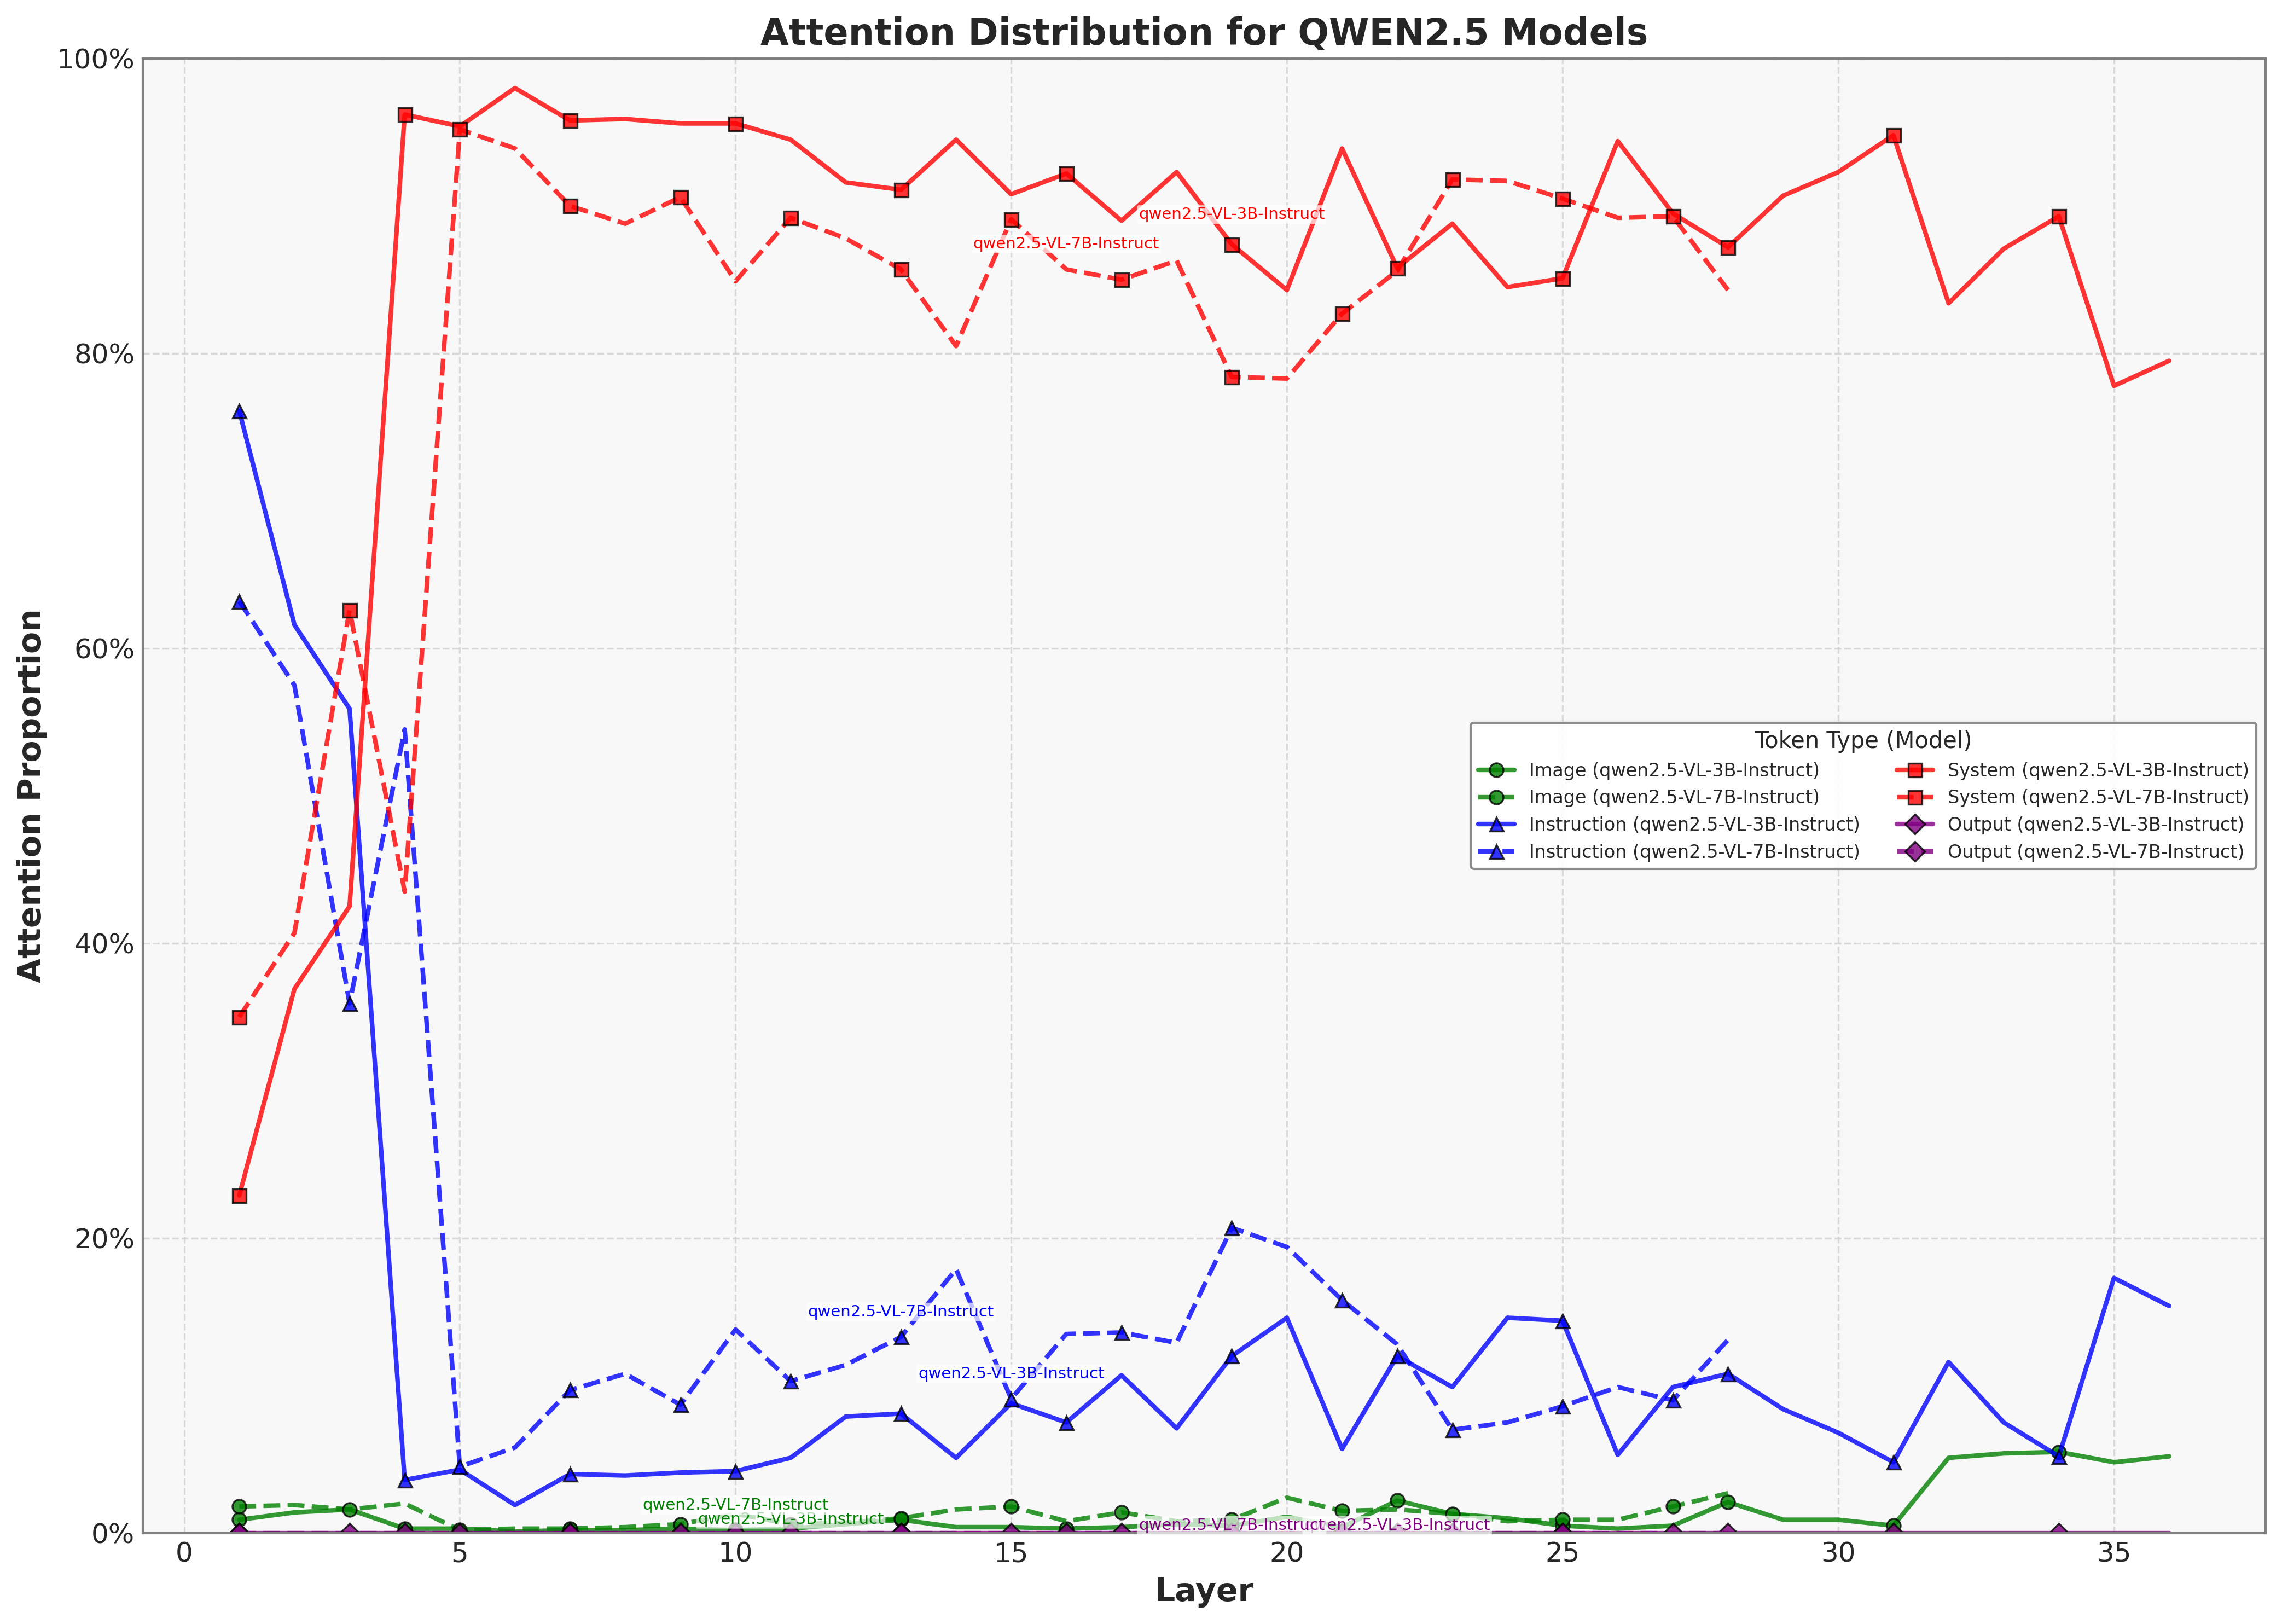 Attention Distribution for QWEN2.5 Models
100%
80%
60%
40%
20%
0%
Attention Proportion
qwen2.5-VL-3B-Instruct
qwen2.5-VL-7B-Instruct
Token Type (Model)
Image (qwen2.5-VL-3B-Instruct)
Image (qwen2.5-VL-7B-Instruct)
Instruction (qwen2.5-VL-3B-Instruct)
Instruction (qwen2.5-VL-7B-Instruct)
System (qwen2.5-VL-3B-Instruct)
System (qwen2.5-VL-7B-Instruct)
Output (qwen2.5-VL-3B-Instruct)
Output (qwen2.5-VL-7B-Instruct)
qwen2.5-VL-7B-Instruct
qwen2.5-VL-3B-Instruct
qwen2.5-VL-7B-Instruct
qwen2.5-VL-3B-Instruct
qwen2.5-VL-7B-Instruct
en2.5-VL-3B-Instruct
0 5 10 15 20 25 30 35
Layer